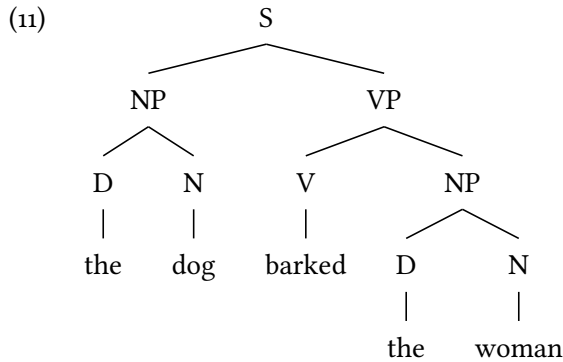 (11) S
NP VP
D N V NP
the dog barked D N
the woman